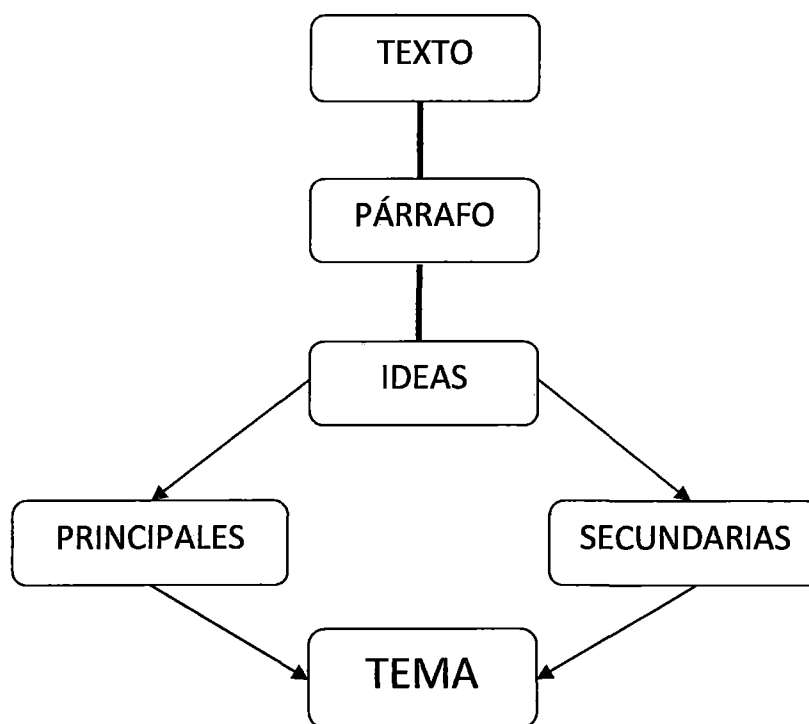 TEXTO
PÁRRAFO
IDEAS
PRINCIPALES
SECUNDARIAS
TEMA